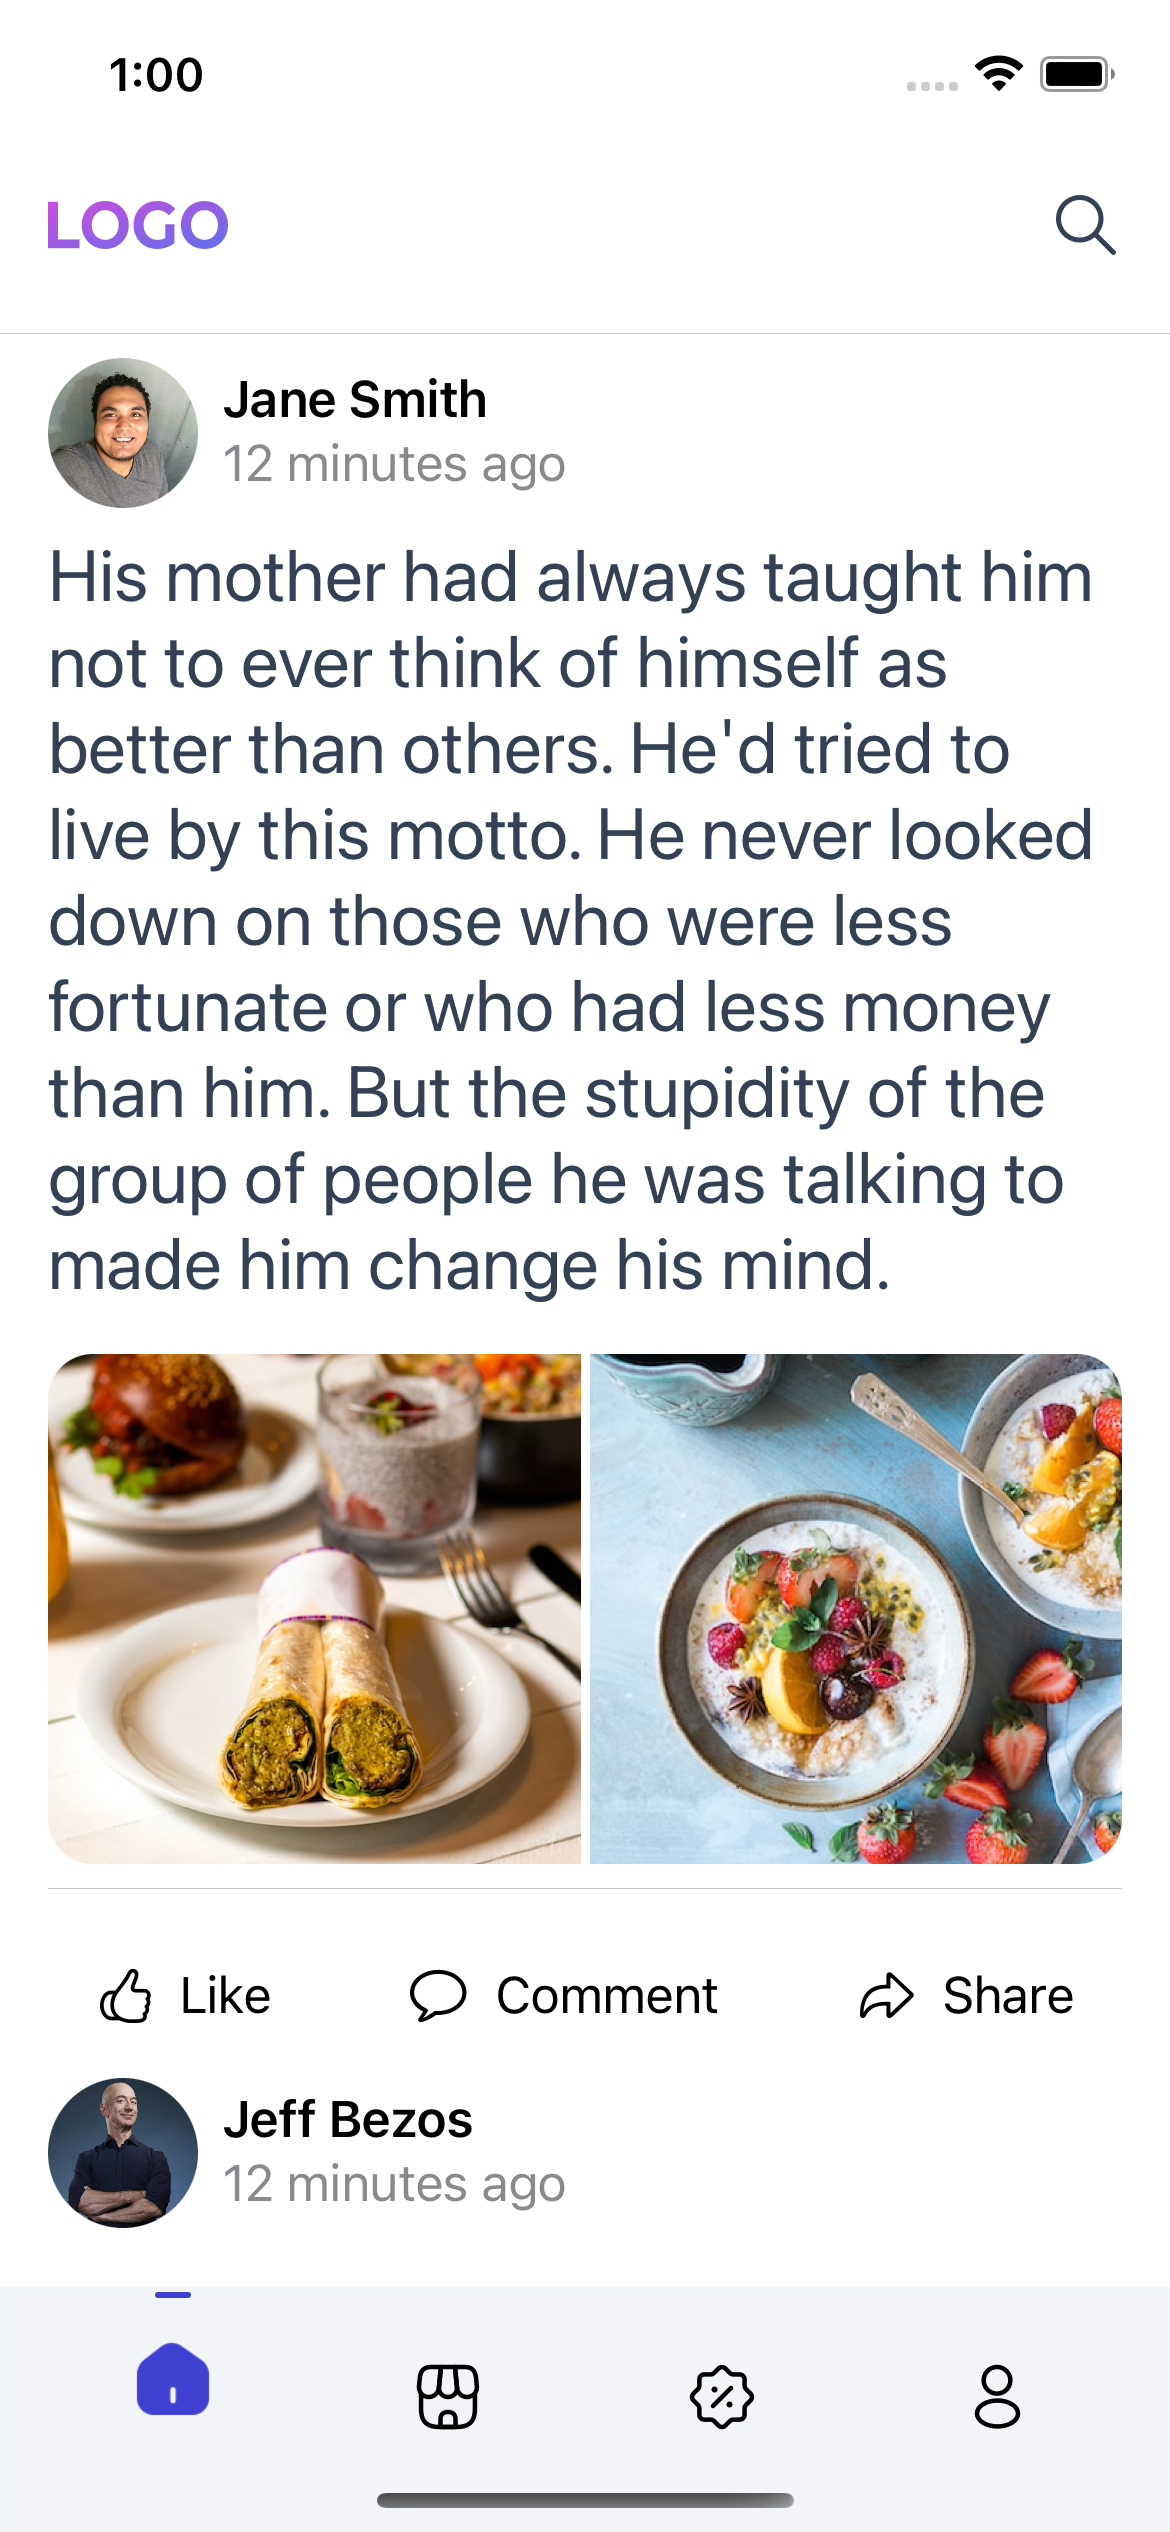 1:00
LOGO
Jane Smith
12 minutes ago
His mother had always taught him
not to ever think of himself as
better than others. He'd tried to
live by this motto. He never looked
down on those who were less
fortunate or who had less money
than him. But the stupidity of the
group of people he was talking to
made him change his mind.
Like Comment Share
Jeff Bezos
12 minutes ago